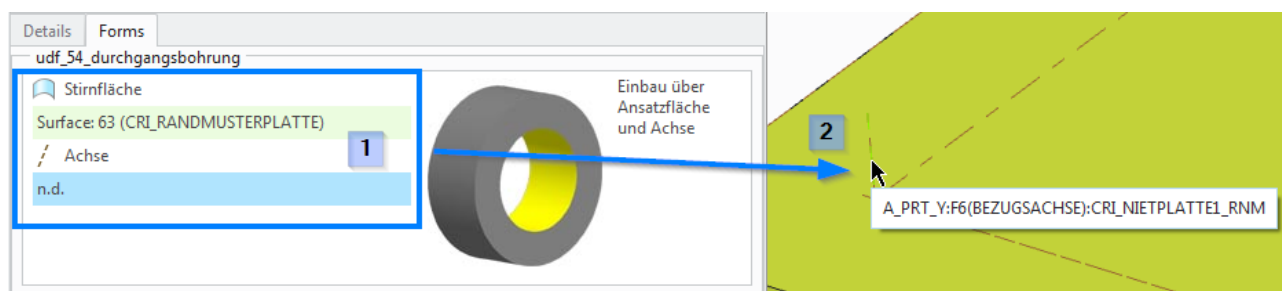 Details Forms
udf_54_durchgangsbohrung
Stirnfläche
Surface: 63 (CRI_RANDMUSTERPLATTE)
Achse
n.d.
1
Einbau über
Ansatzfläche
und Achse
2
A_PRT_Y:F6(BEZUGSACHSE):CRI_NIETPLATTE1_RNM